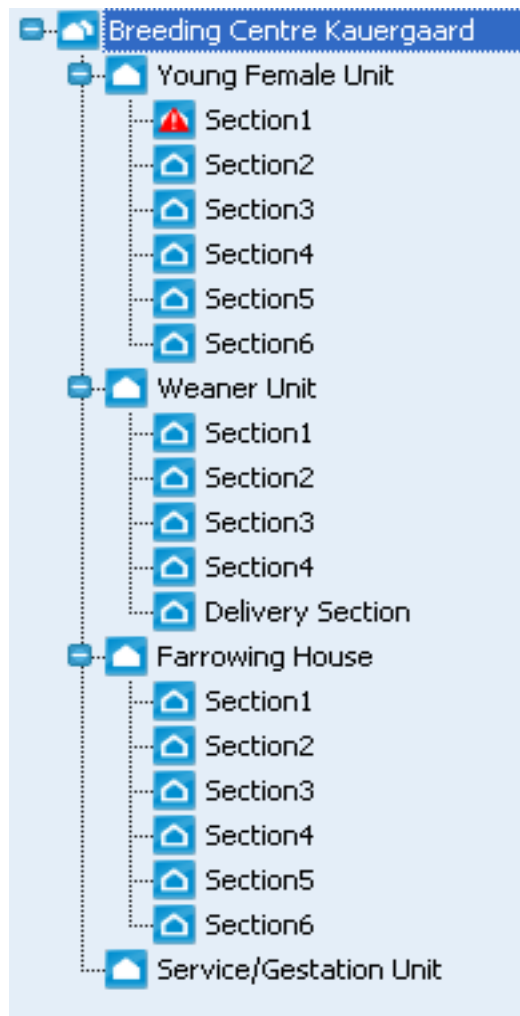 Breeding Centre Kauergaard
Young Female Unit
Section1
Section2
Section3
Section4
Section5
Section6
Weaner Unit
Section1
Section2
Section3
Section4
Delivery Section
Farrowing House
Section1
Section2
Section3
Section4
Section5
Section6
Service/Gestation Unit